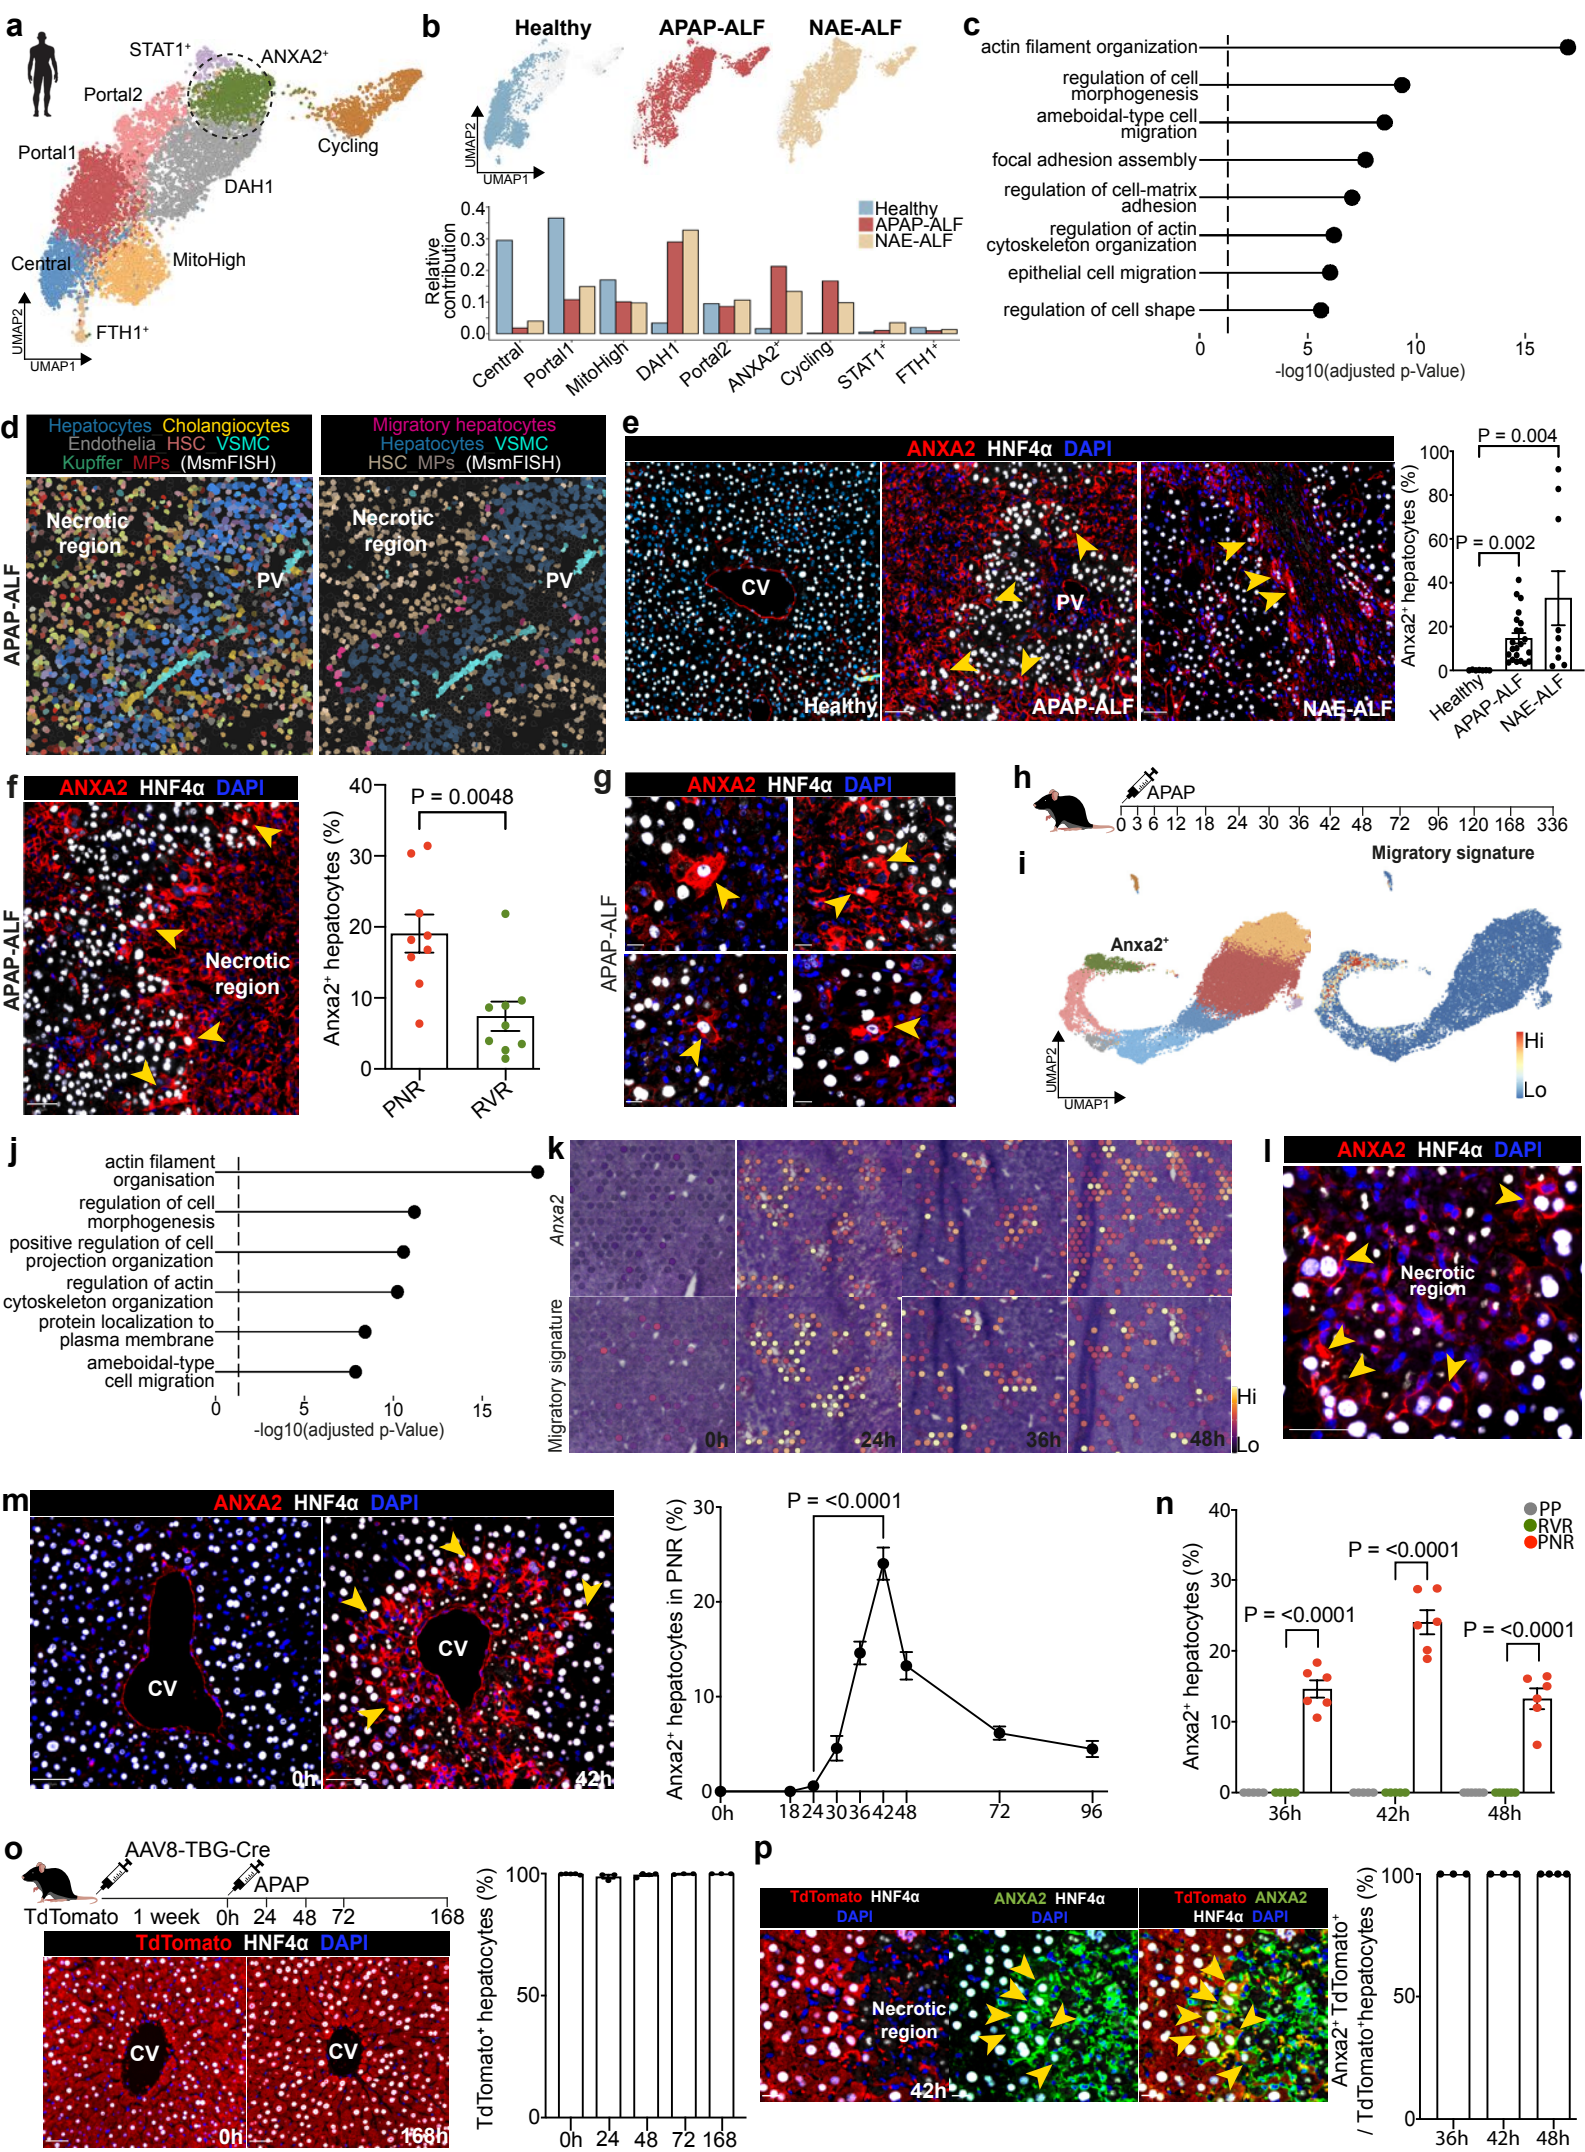 a
STAT1⁺
ANXA2⁺
Portal2
Portal1
Cycling
DAH1
Central
MitoHigh
FTH1⁺
UMAP2
UMAP1
b
Healthy
APAP-ALF
NAE-ALF
UMAP2
UMAP1
Relative
contribution
0.4
0.3
0.2
0.1
0.0
Healthy
APAP-ALF
NAE-ALF
Central
Portal1
MitoHigh
DAH1
Portal2
ANXA2⁺
Cycling
STAT1⁺
FTH1⁺
c
actin filament organization
regulation of cell
morphogenesis
ameboidal-type cell
migration
focal adhesion assembly
regulation of cell-matrix
adhesion
regulation of actin
cytoskeleton organization
epithelial cell migration
regulation of cell shape
0 5 10 15
-log10(adjusted p-Value)
d
Hepatocytes Cholangiocytes
Endothelia HSC VSMC
Kupffer MPs (MsmFISH)
Migratory hepatocytes
Hepatocytes VSMC
HSC MPs (MsmFISH)
APAP-ALF
Necrotic
region
PV
Necrotic
region
PV
e
ANXA2 HNF4α DAPI
CV
Healthy
PV
APAP-ALF
NAE-ALF
Anxa2⁺ hepatocytes (%)
100
80
60
40
20
0
P = 0.004
P = 0.002
Healthy
APAP-ALF
NAE-ALF
f
ANXA2 HNF4α DAPI
APAP-ALF
Necrotic
region
Anxa2⁺ hepatocytes (%)
40
30
20
10
0
P = 0.0048
PNR
RVR
g
ANXA2 HNF4α DAPI
APAP-ALF
h
APAP
0 3 6 12 18 24 30 36 42 48 72 96 120 168 336
i
Migratory signature
Anxa2⁺
UMAP2
UMAP1
Hi
Lo
j
actin filament
organisation
regulation of cell
morphogenesis
positive regulation of cell
projection organization
regulation of actin
cytoskeleton organization
protein localization to
plasma membrane
ameboidal-type
cell migration
0 5 10 15
-log10(adjusted p-Value)
k
Anxa2
Migratory signature
0h
24h
36h
48h
Hi
Lo
l
ANXA2 HNF4α DAPI
Necrotic
region
m
ANXA2 HNF4α DAPI
CV
0h
CV
42h
Anxa2⁺ hepatocytes in PNR (%)
30
20
10
0
P = <0.0001
0h 18 24 30 36 42 48 72 96
n
Anxa2⁺ hepatocytes (%)
40
30
20
10
0
PP
RVR
PNR
P = <0.0001
P = <0.0001
P = <0.0001
36h 42h 48h
o
AAV8-TBG-Cre
APAP
TdTomato 1 week 0h 24 48 72 168
TdTomato HNF4α DAPI
CV
0h
CV
168h
TdTomato⁺ hepatocytes (%)
100
50
0
0h 24 48 72 168
p
TdTomato HNF4α
DAPI
ANXA2 HNF4α
DAPI
TdTomato ANXA2
HNF4α DAPI
Necrotic
region
42h
Anxa2⁺ TdTomato⁺
/ TdTomato⁺hepatocytes (%)
100
50
0
36h 42h 48h